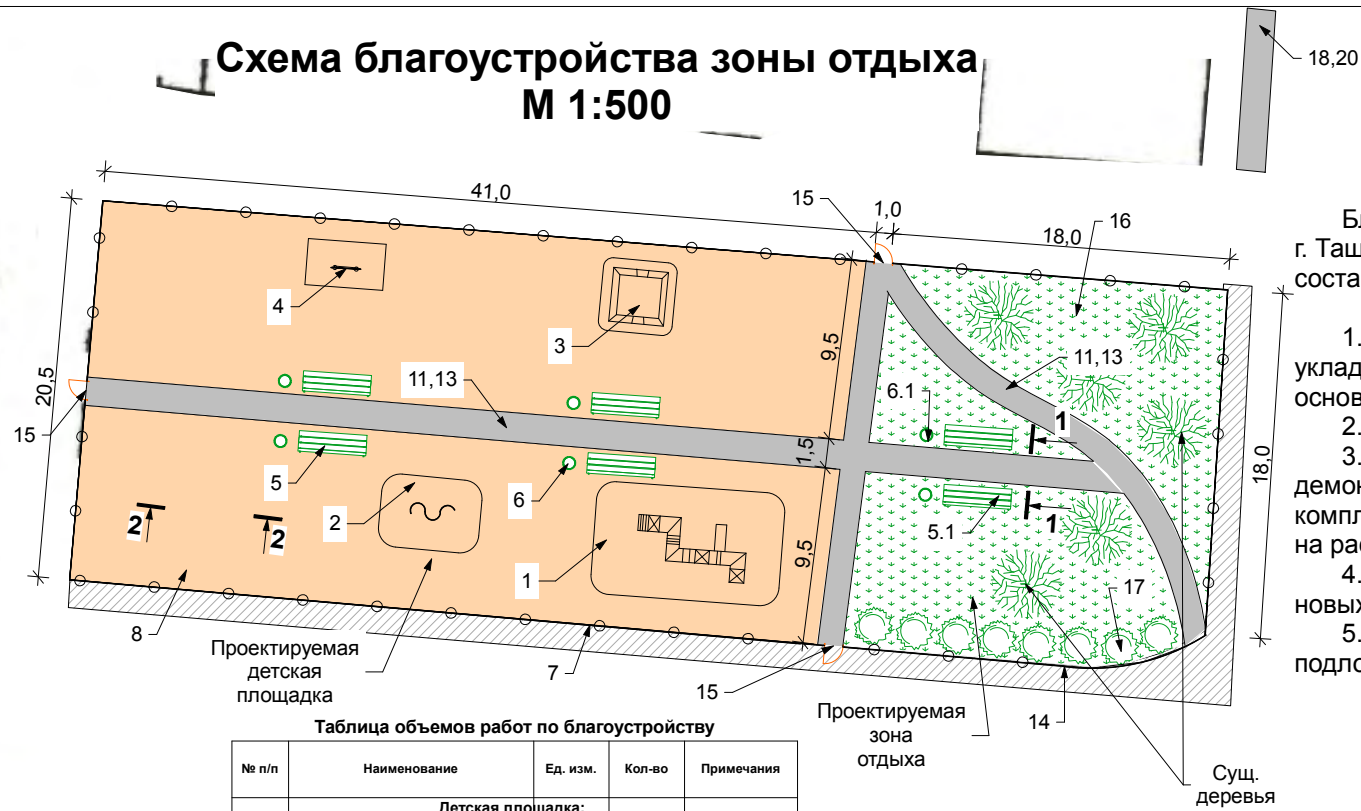 Схема благоустройства зоны отдыха
М 1:500
18,20
41,0
15
1,0
18,0
16
20,5
4
3
9,5
11,13
11,13
6.1
1
15
5
6
1,5
18,0
2
2
2
1
9,5
5.1
1
17
8
Проектируемая
детская
площадка
7
15
Проектируемая
зона
отдыха
14
Сущ.
деревья
г. Таш
соста
1.
уклад
основ
2.
3.
демон
компл
на рас
4.
новых
5.
подло
Таблица объемов работ по благоустройству
№ п/п Наименование Ед. изм. Кол-во Примечания
Детская площадка: